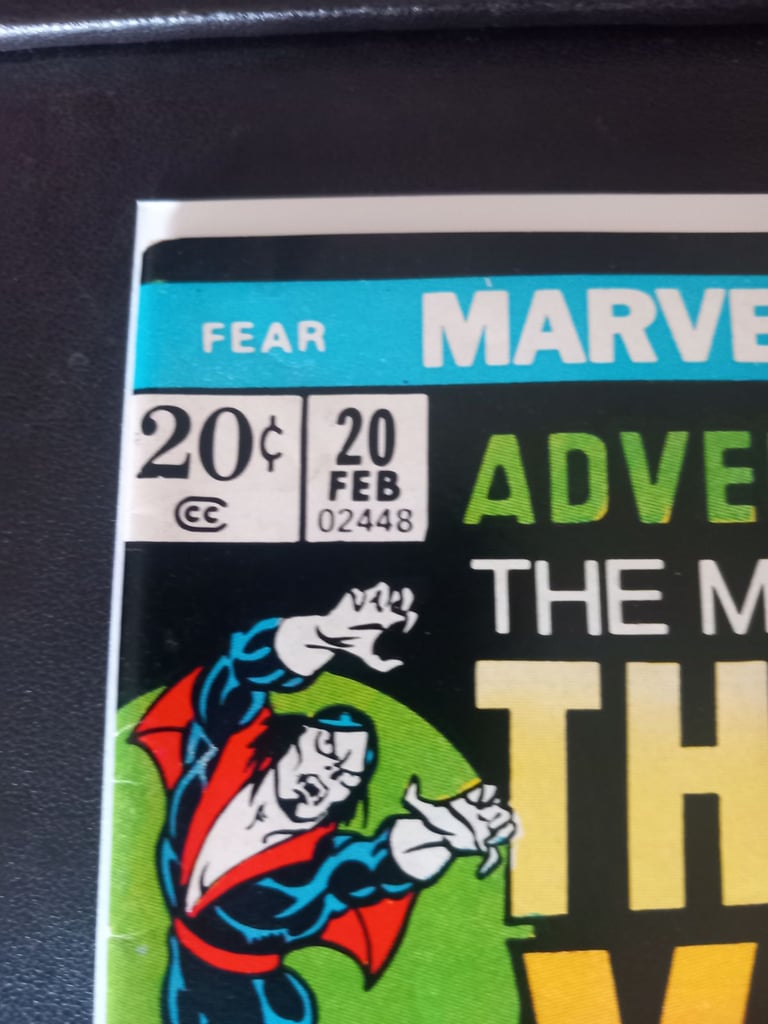 FEAR
MARVE
20¢
CC
20
FEB
02448
ADVE
THE M
TH